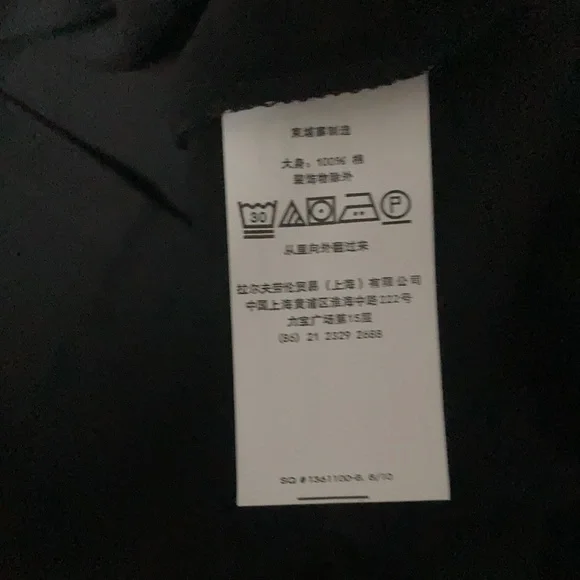 柬埔寨制造
大身：100% 棉
装饰物除外
30 P
从里向外翻过来
拉尔夫劳伦贸易（上海）有限公司
中国上海黄浦区淮海中路222号
力宝广场第15层
(86) 21 2329 2688
SQ #1361100-B, 8/10